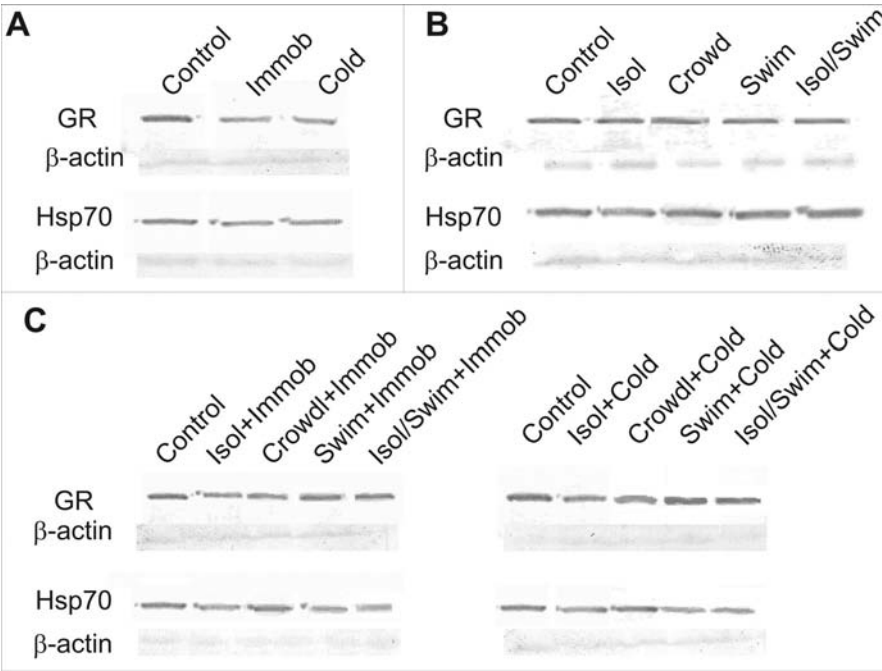 A
Control
Immob
Cold
GR
β-actin
Hsp70
β-actin
B
Control
Isol
Crowd
Swim
Isol/Swim
GR
β-actin
Hsp70
β-actin
C
Control
Isol+Immob
Crowdl+Immob
Swim+Immob
Isol/Swim+Immob
Control
Isol+Cold
Crowdl+Cold
Swim+Cold
Isol/Swim+Cold
GR
β-actin
Hsp70
β-actin